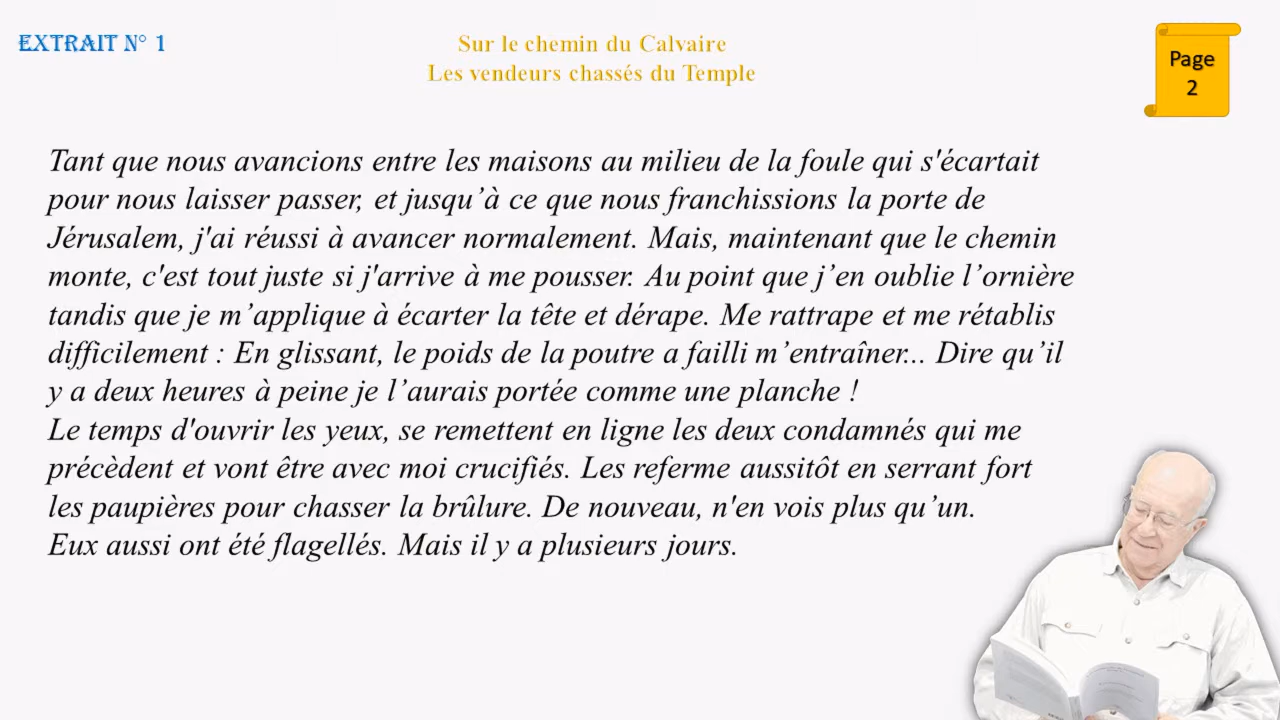 EXTRAIT N° 1
Sur le chemin du Calvaire
Les vendeurs chassés du Temple
Page
2
Tant que nous avancions entre les maisons au milieu de la foule qui s'écartait
pour nous laisser passer, et jusqu’à ce que nous franchissions la porte de
Jérusalem, j'ai réussi à avancer normalement. Mais, maintenant que le chemin
monte, c'est tout juste si j'arrive à me pousser. Au point que j’en oublie l’ornière
tandis que je m’applique à écarter la tête et dérape. Me rattrape et me rétablis
difficilement : En glissant, le poids de la poutre a failli m’entraîner... Dire qu’il
y a deux heures à peine je l’aurais portée comme une planche !
Le temps d'ouvrir les yeux, se remettent en ligne les deux condamnés qui me
précèdent et vont être avec moi crucifiés. Les referme aussitôt en serrant fort
les paupières pour chasser la brûlure. De nouveau, n'en vois plus qu’un.
Eux aussi ont été flagellés. Mais il y a plusieurs jours.